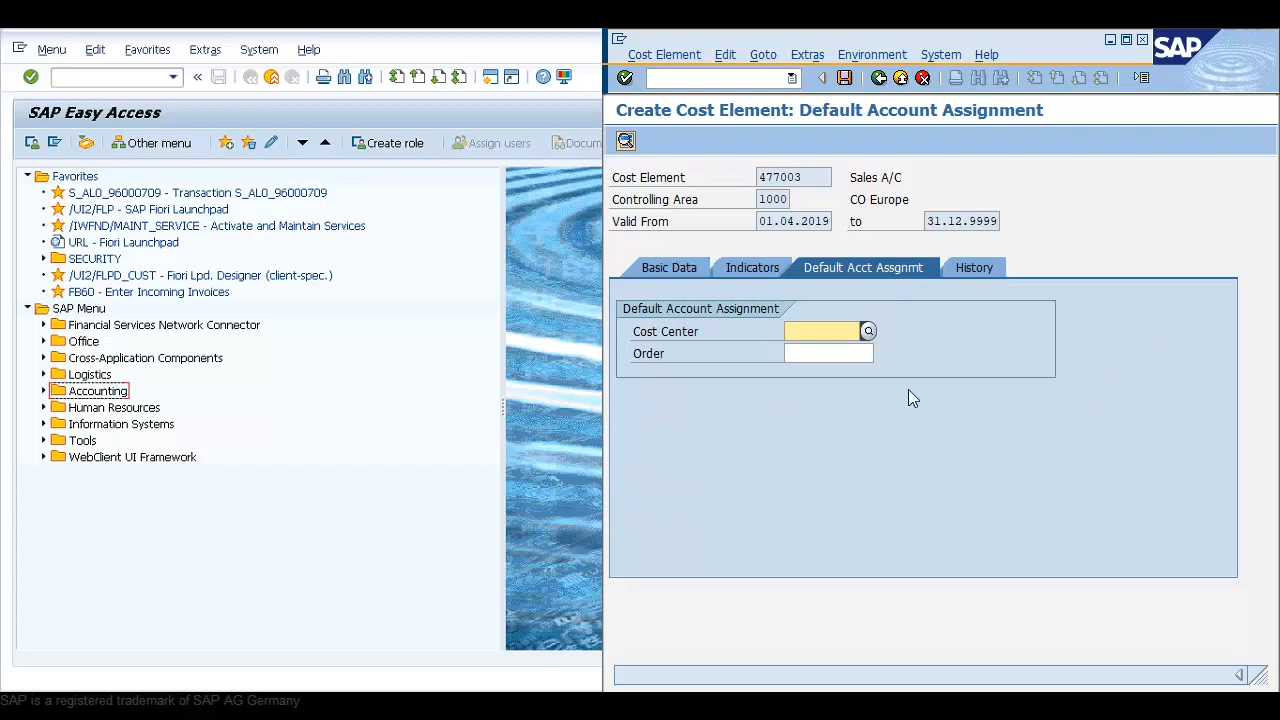 Menu Edit Favorites Extras System Help
SAP Easy Access
Other menu Create role Assign users Docum
Favorites
S_AL0_96000709 - Transaction S_AL0_96000709
/UI2/FLP - SAP Fiori Launchpad
/IWFND/MAINT_SERVICE - Activate and Maintain Services
URL - Fiori Launchpad
SECURITY
/UI2/FLPD_CUST - Fiori Lpd. Designer (client-spec.)
FB60 - Enter Incoming Invoices
SAP Menu
Financial Services Network Connector
Office
Cross-Application Components
Logistics
Accounting
Human Resources
Information Systems
Tools
WebClient UI Framework
Cost Element Edit Goto Extras Environment System Help
SAP
Create Cost Element: Default Account Assignment
Cost Element 477003 Sales A/C
Controlling Area 1000 CO Europe
Valid From 01.04.2019 to 31.12.9999
Basic Data Indicators Default Acct Assgnmt History
Default Account Assignment
Cost Center
Order
SAP is a registered trademark of SAP AG Germany